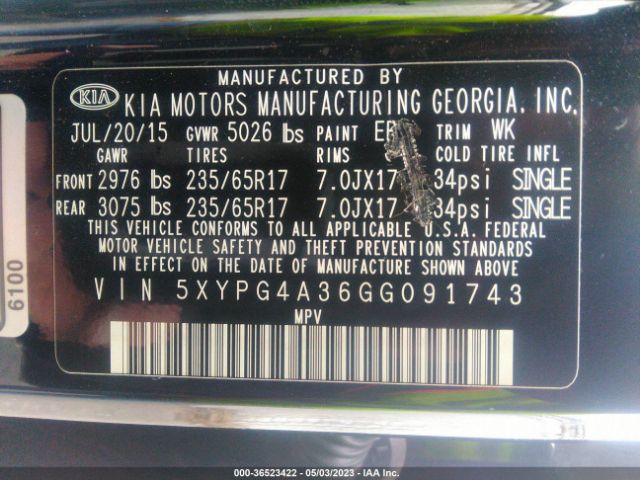 MANUFACTURED BY
KIA KIA MOTORS MANUFACTURING GEORGIA, INC.
JUL/20/15 GVWR 5026 lbs PAINT TRIM WK
GAWR TIRES RIMS COLD TIRE INFL
FRONT 2976 lbs 235/65R17 7.0JX17 34psi SINGLE
REAR 3075 lbs 235/65R17 7.0JX17 34psi SINGLE
THIS VEHICLE CONFORMS TO ALL APPLICABLE U.S.A. FEDERAL
MOTOR VEHICLE SAFETY AND THEFT PREVENTION STANDARDS
IN EFFECT ON THE DATE OF MANUFACTURE SHOWN ABOVE
VIN 5XYPG4A36GG091743
MPV
6100
000-36523422 - 05/03/2023 - IAA Inc.